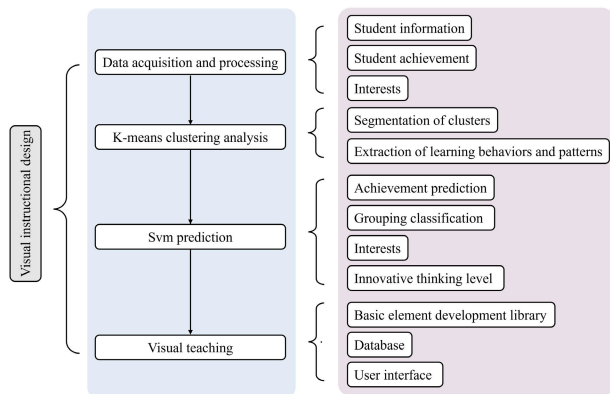 Visual instructional design
Data acquisition and processing
K-means clustering analysis
Svm prediction
Visual teaching
Student information
Student achievement
Interests
Segmentation of clusters
Extraction of learning behaviors and patterns
Achievement prediction
Grouping classification
Interests
Innovative thinking level
Basic element development library
Database
User interface